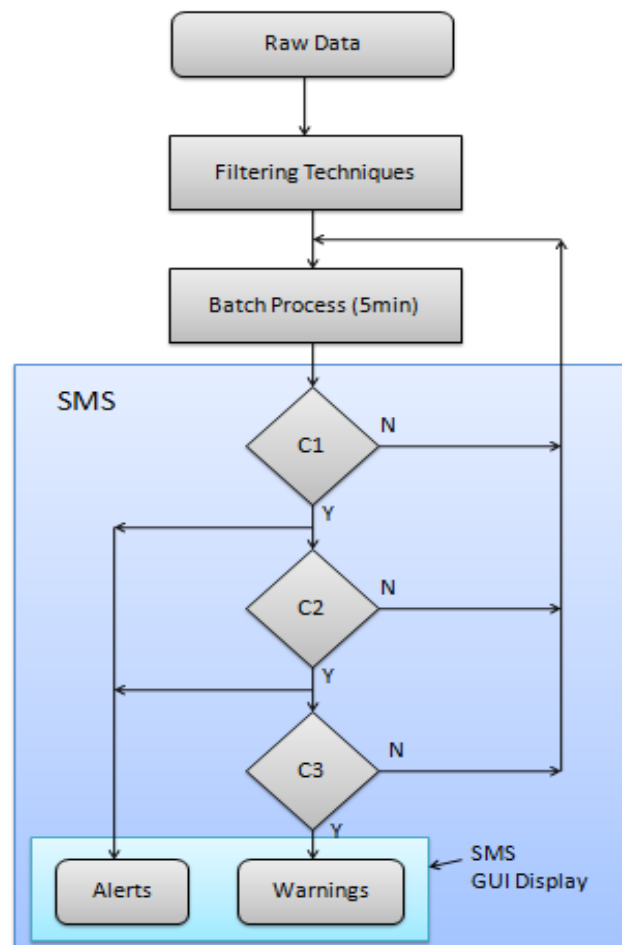 Raw Data
Filtering Techniques
Batch Process (5min)
SMS
C1
N
Y
C2
N
Y
C3
N
Y
Alerts
Warnings
SMS
GUI Display